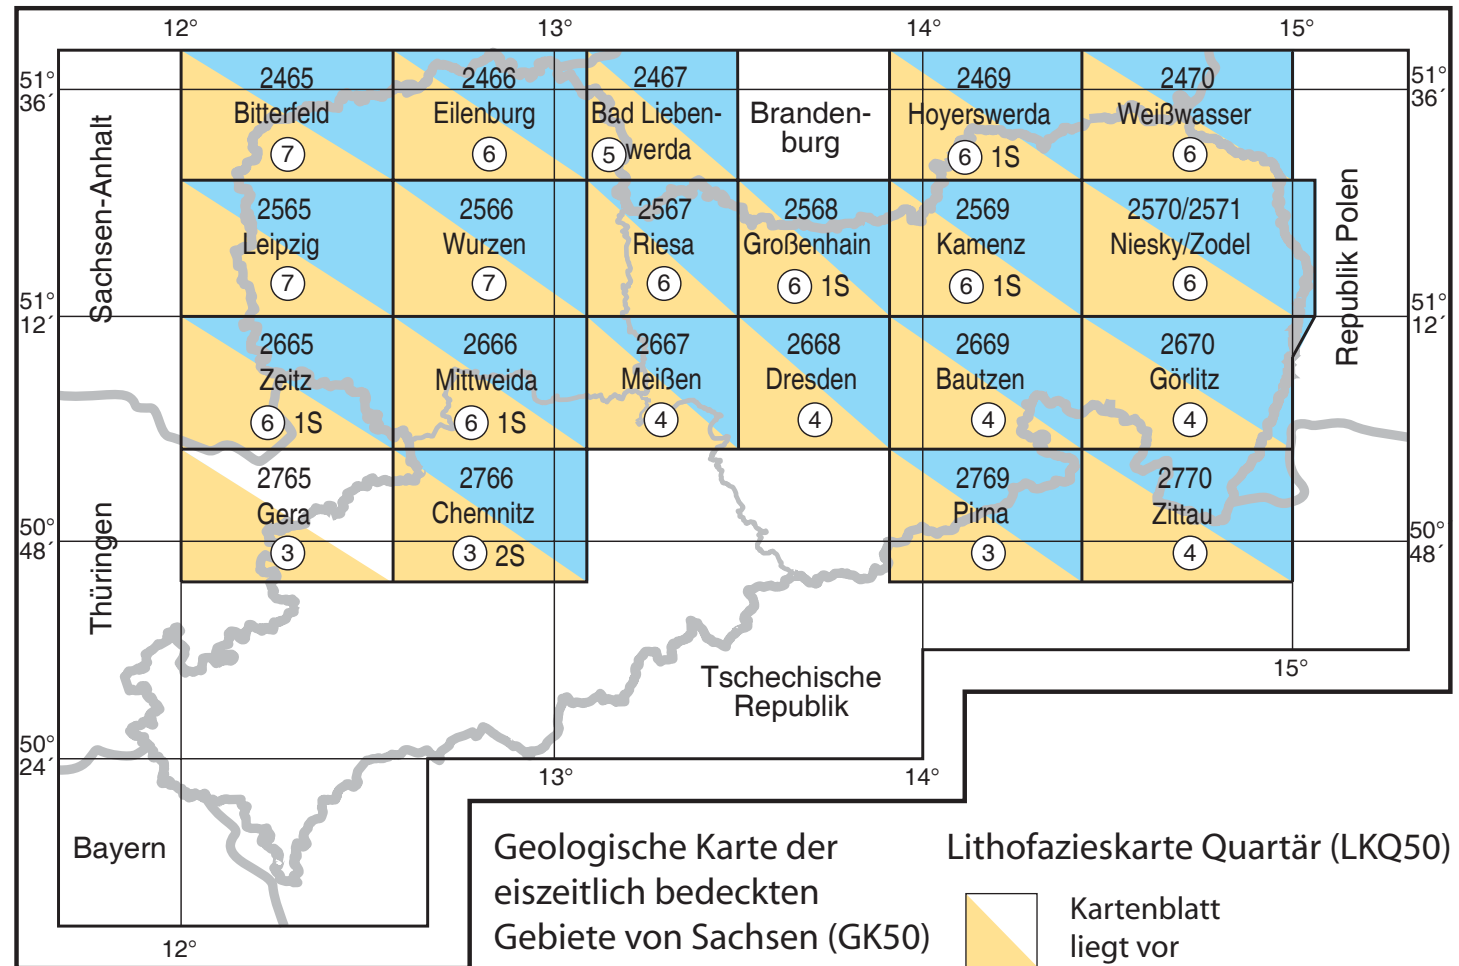 12°
13°
14°
15°
51°
36´
51°
36´
2465
Bitterfeld
7
2466
Eilenburg
6
2467
Bad Lieben-
5 werda
Branden-
burg
2469
Hoyerswerda
6 1S
2470
Weißwasser
6
Sachsen-Anhalt
2565
Leipzig
7
2566
Wurzen
7
2567
Riesa
6
2568
Großenhain
6 1S
2569
Kamenz
6 1S
2570/2571
Niesky/Zodel
6
Republik Polen
51°
12´
51°
12´
2665
Zeitz
6 1S
2666
Mittweida
6 1S
2667
Meißen
4
2668
Dresden
4
2669
Bautzen
4
2670
Görlitz
4
Thüringen
2765
Gera
3
2766
Chemnitz
3 2S
2769
Pirna
3
2770
Zittau
4
50°
48´
50°
48´
Tschechische
Republik
15°
50°
24´
13°
14°
Bayern
12°
Geologische Karte der
eiszeitlich bedeckten
Gebiete von Sachsen (GK50)
Lithofazieskarte Quartär (LKQ50)
Kartenblatt
liegt vor